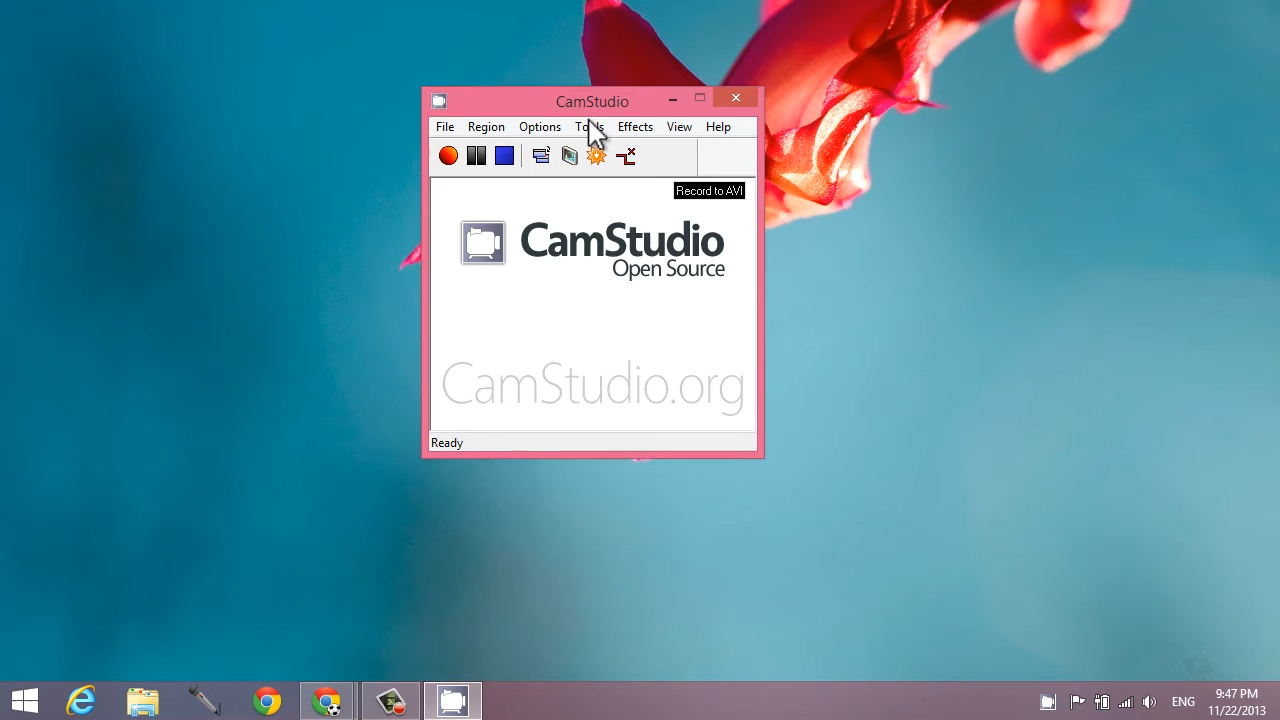 CamStudio
File Region Options Tools Effects View Help
Record to AVI
CamStudio
Open Source
CamStudio.org
Ready
ENG
9:47 PM
11/22/2013